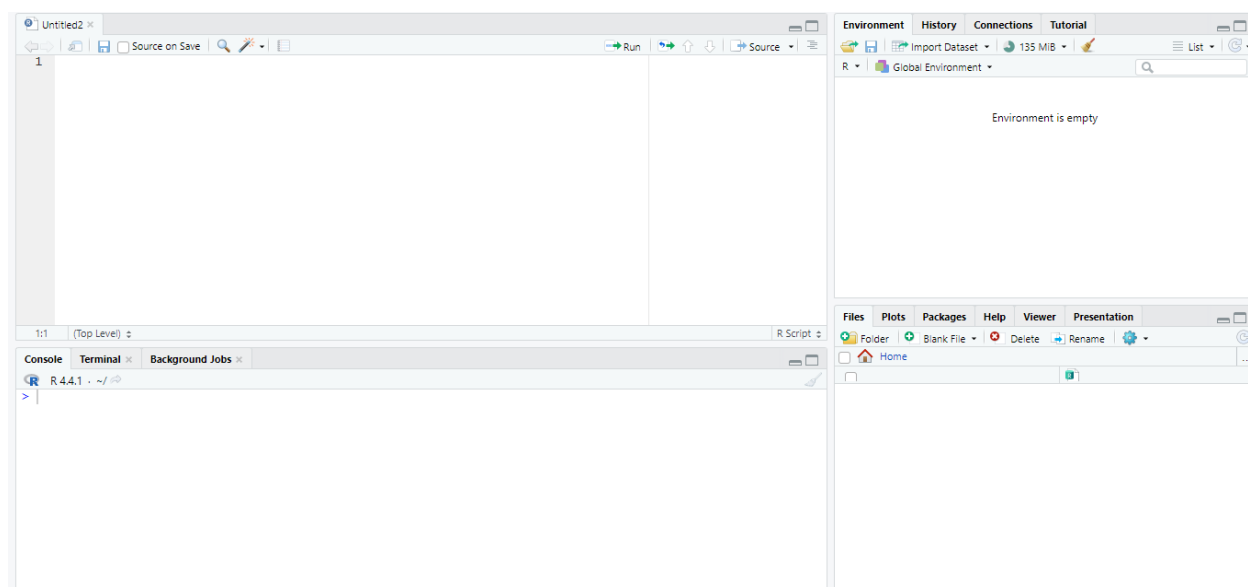 Untitled2
Source on Save Run Source
1
1:1 (Top Level) R Script
Console Terminal Background Jobs
R 4.4.1 · ~/
>
Environment History Connections Tutorial
Import Dataset 135 MiB List
R Global Environment
Environment is empty
Files Plots Packages Help Viewer Presentation
Folder Blank File Delete Rename
Home
...